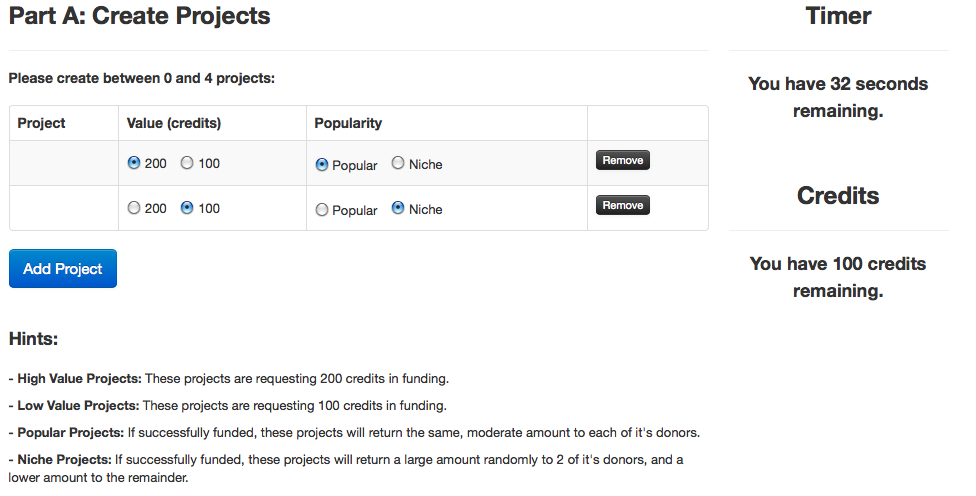 Part A: Create Projects
Timer
Please create between 0 and 4 projects:
You have 32 seconds
remaining.
Project Value (credits) Popularity
200 100 Popular Niche Remove
200 100 Popular Niche Remove
Credits
Add Project
You have 100 credits
remaining.
Hints:
- High Value Projects: These projects are requesting 200 credits in funding.
- Low Value Projects: These projects are requesting 100 credits in funding.
- Popular Projects: If successfully funded, these projects will return the same, moderate amount to each of it's donors.
- Niche Projects: If successfully funded, these projects will return a large amount randomly to 2 of it's donors, and a
lower amount to the remainder.